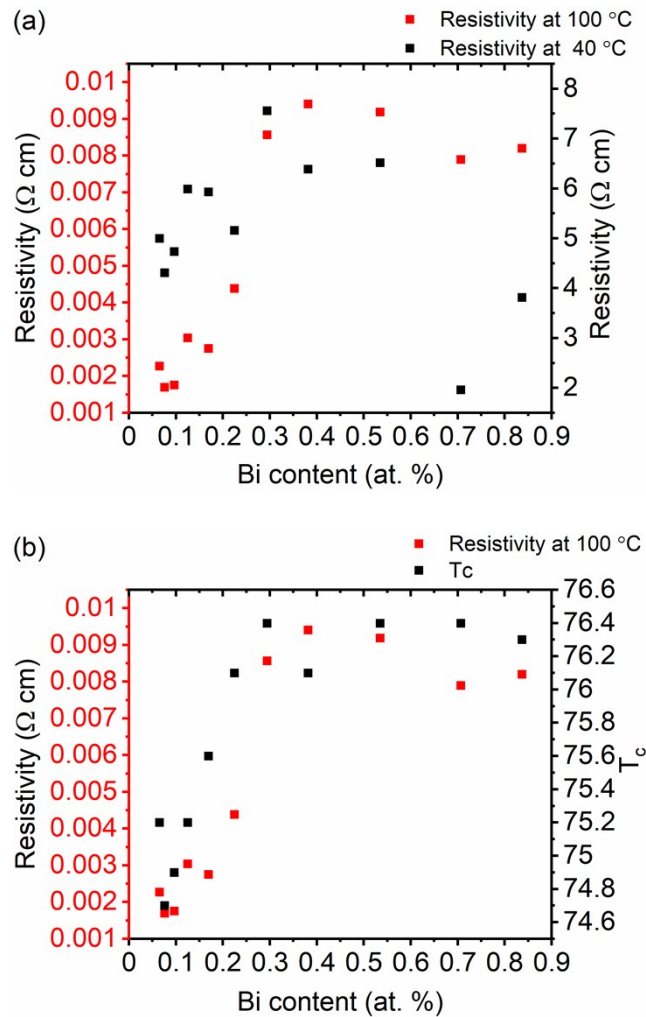 (a)
Resistivity at 100 °C
Resistivity at 40 °C
0.01
0.009
0.008
0.007
0.006
0.005
0.004
0.003
0.002
0.001
Resistivity (Ω cm)
8
7
6
5
4
3
2
Resistivity (Ω cm)
0 0.1 0.2 0.3 0.4 0.5 0.6 0.7 0.8 0.9
Bi content (at. %)
(b)
Resistivity at 100 °C
Tc
0.01
0.009
0.008
0.007
0.006
0.005
0.004
0.003
0.002
0.001
Resistivity (Ω cm)
76.6
76.4
76.2
76
75.8
75.6
75.4
75.2
75
74.8
74.6
Tc
0 0.1 0.2 0.3 0.4 0.5 0.6 0.7 0.8 0.9
Bi content (at. %)